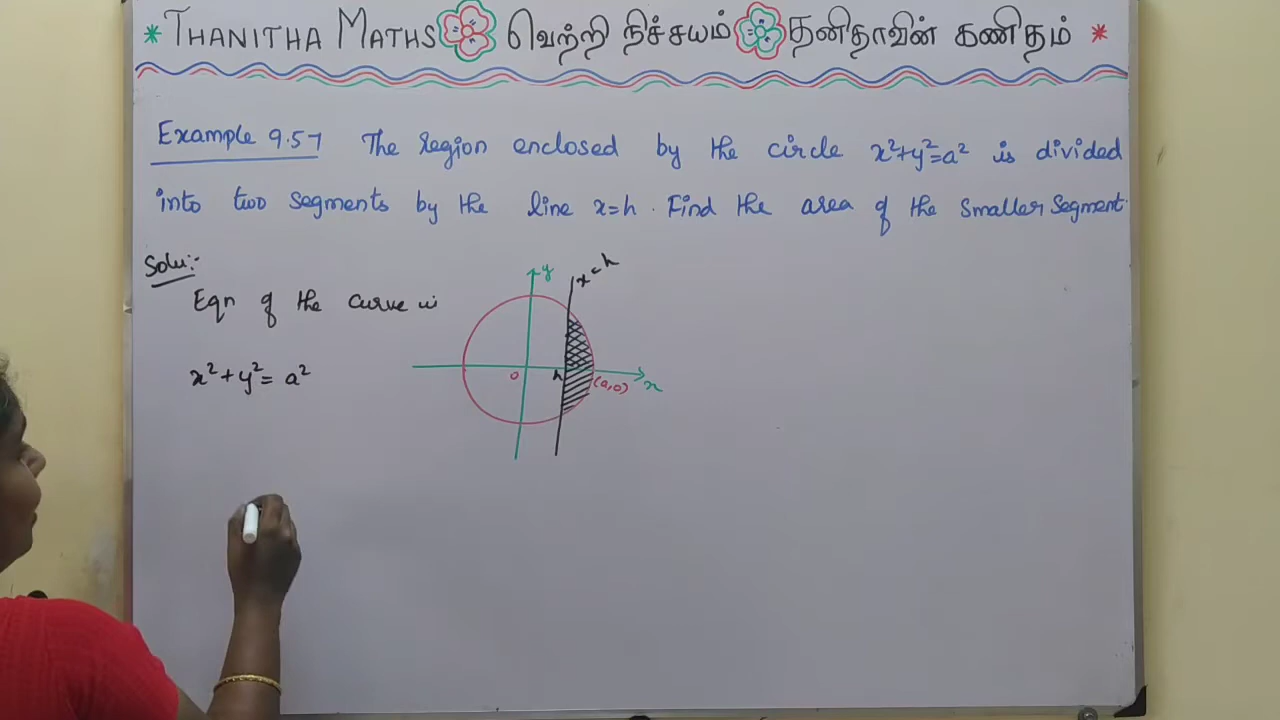 * THANITHA MATHS வெற்றி நிச்சயம் தனிதாவின் கணிதம் *
Example 9.57 The region enclosed by the circle x²+y²=a² is divided
into two segments by the line x=h. Find the area of the smaller segment.
Solu:-
Eqn of the curve is
x²+y²= a²
y
x=h
o
h
(a,0)
x